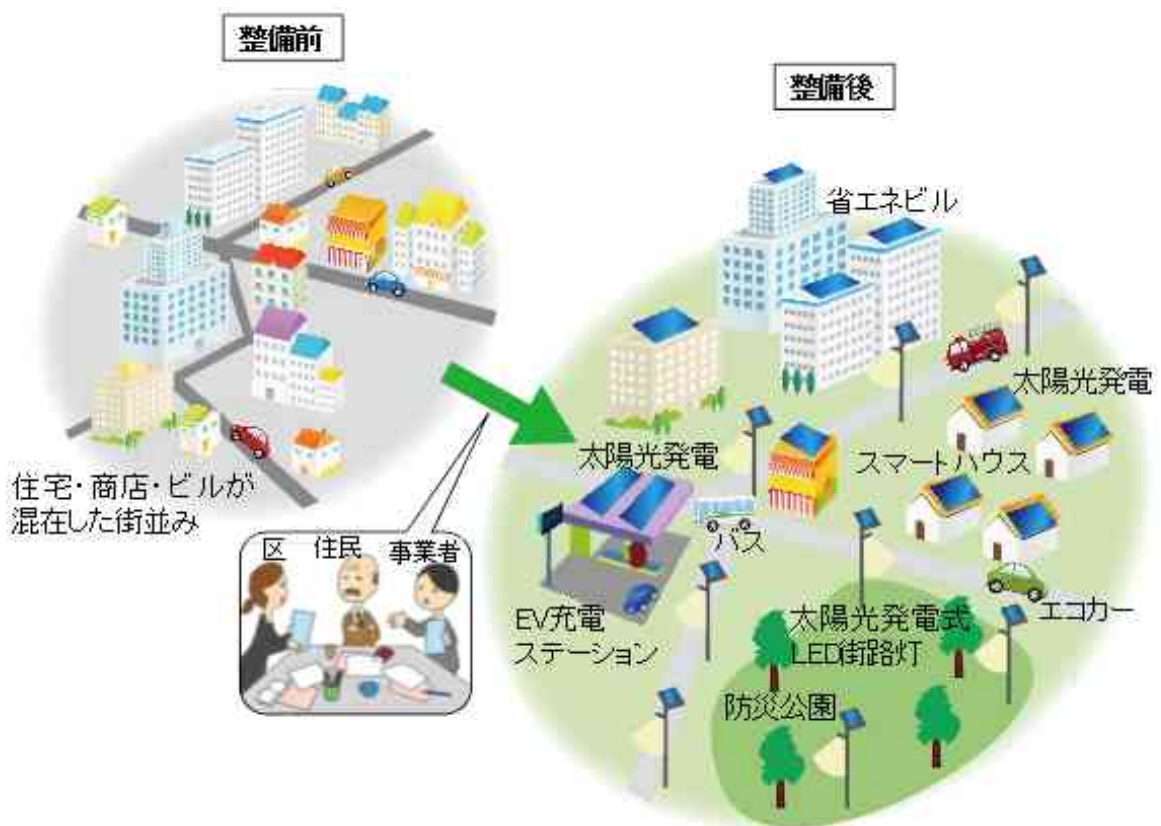 整備前
整備後
住宅・商店・ビルが
混在した街並み
区
住民
事業者
省エネビル
太陽光発電
太陽光発電
スマートハウス
バス
EV充電
ステーション
エコカー
太陽光発電式
LED街路灯
防災公園